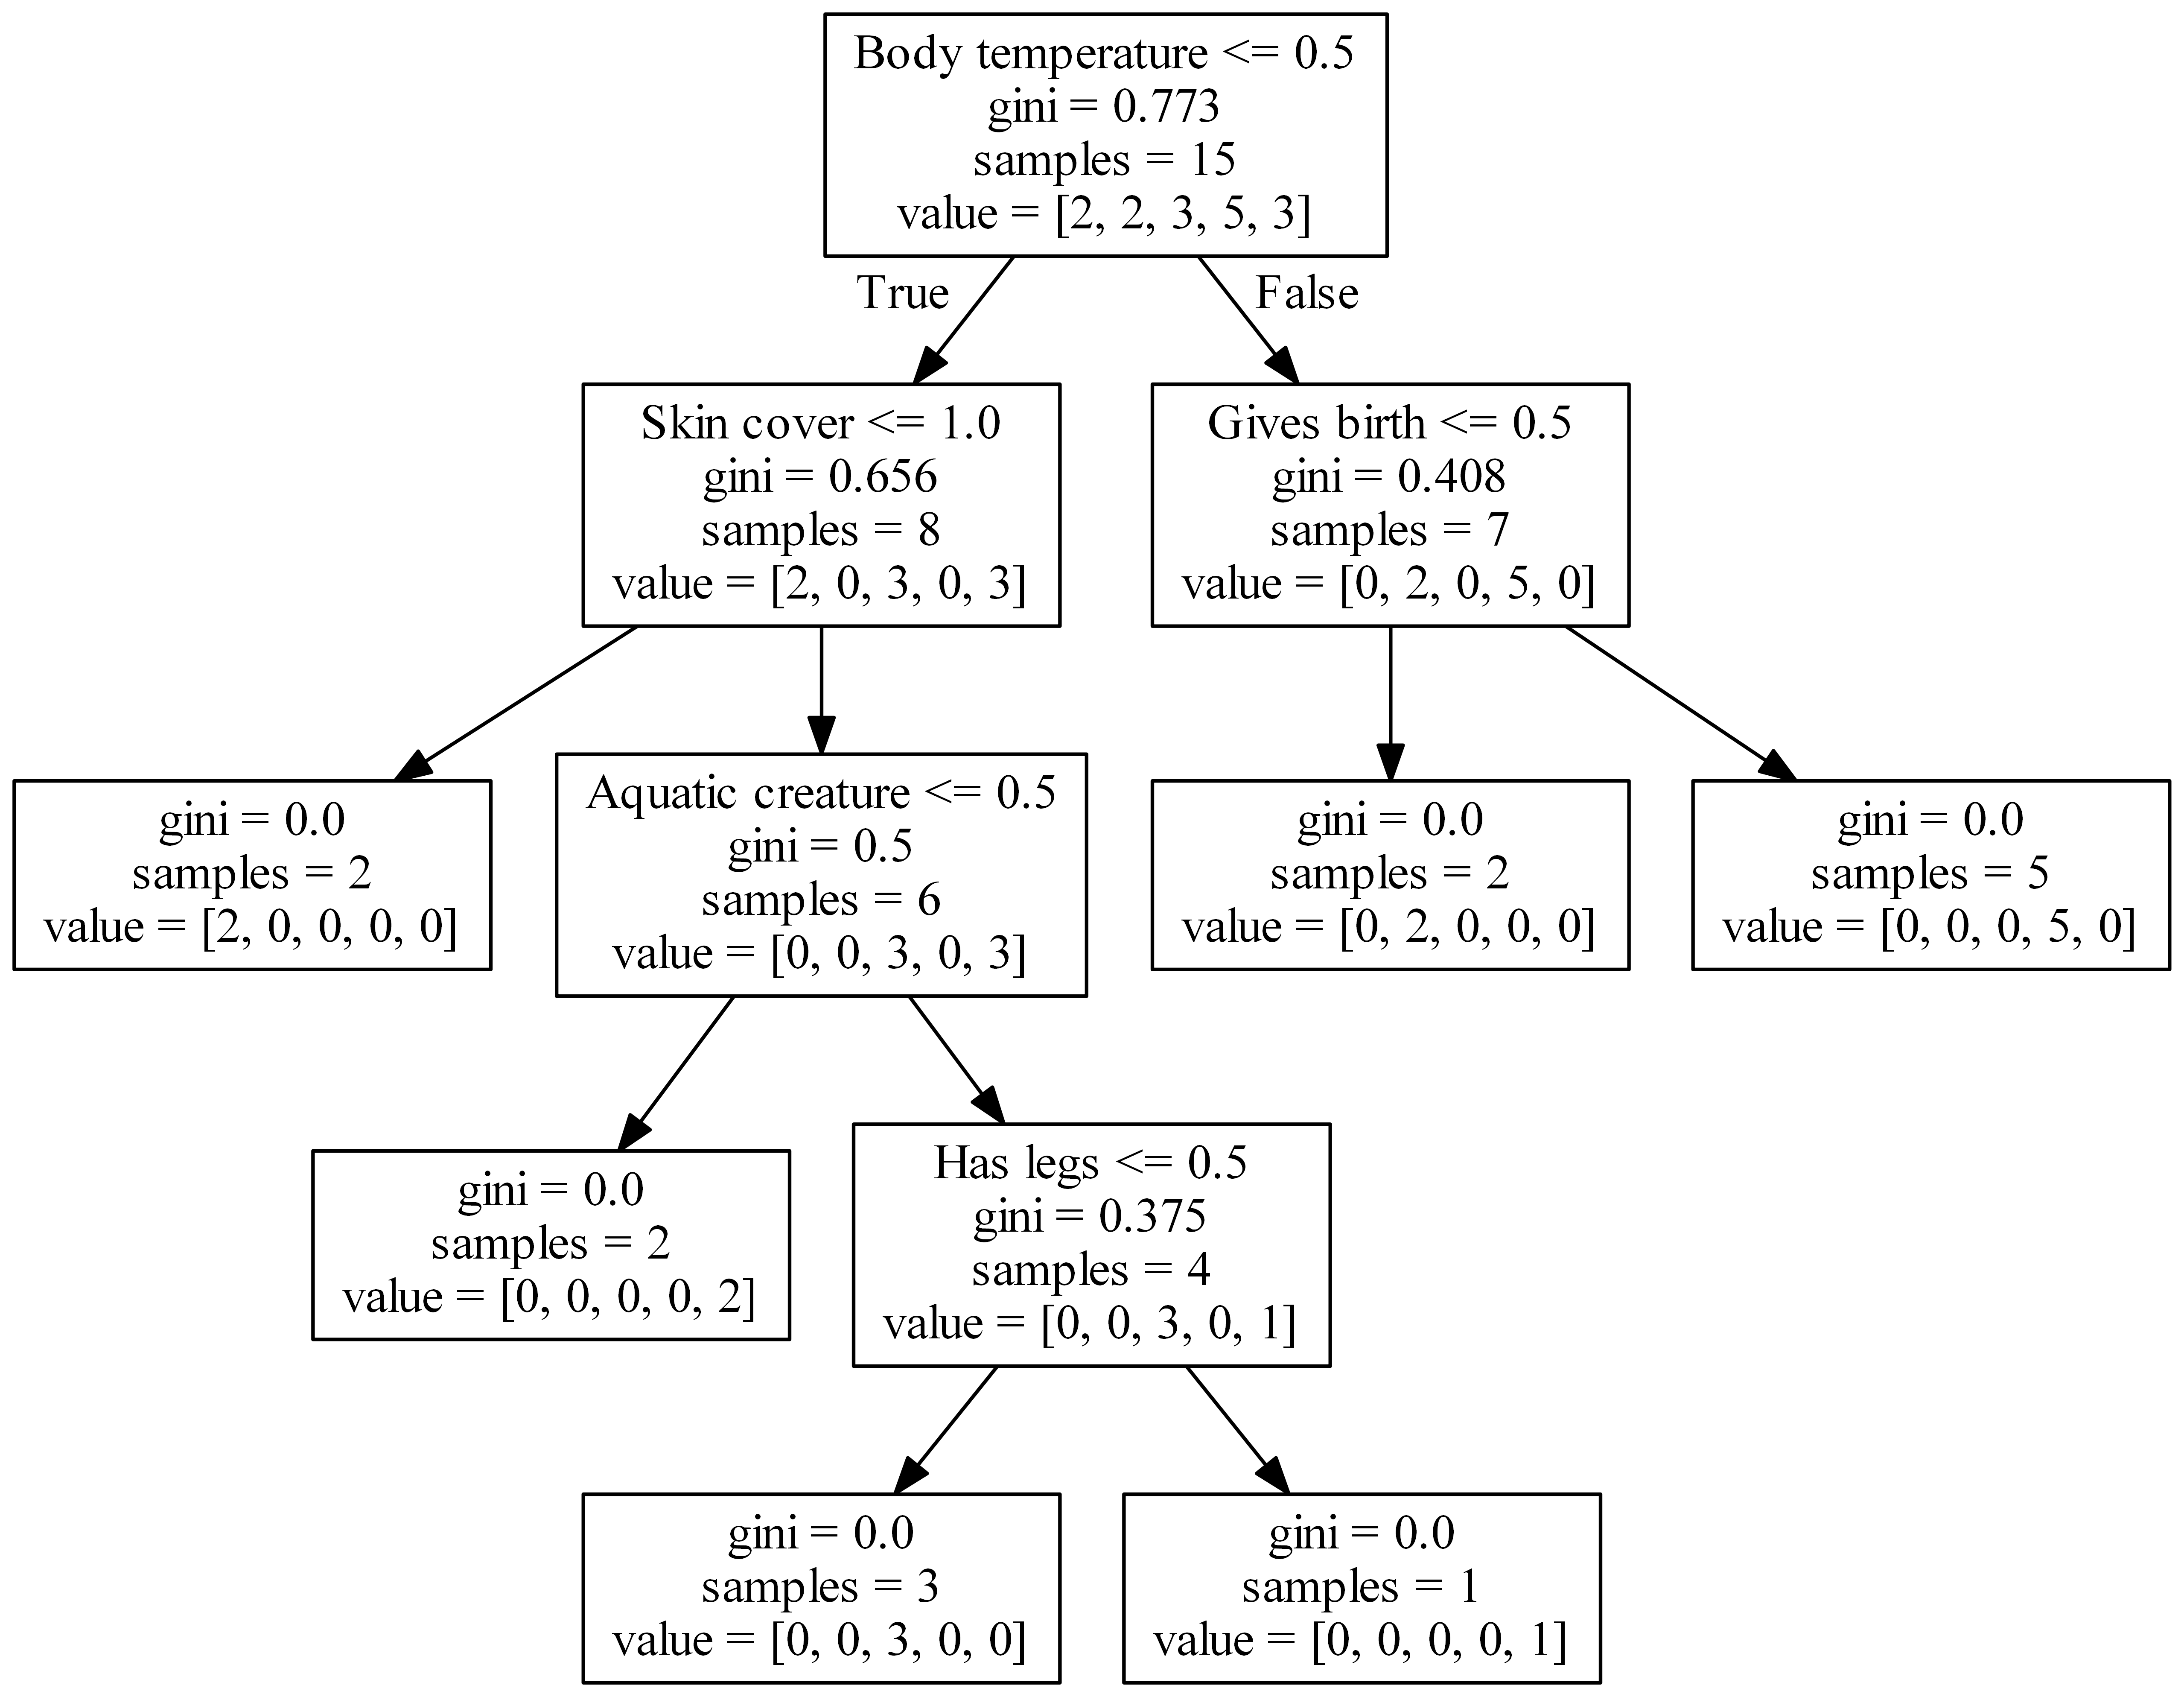 Body temperature <= 0.5
gini = 0.773
samples = 15
value = [2, 2, 3, 5, 3]
True
False
Skin cover <= 1.0
gini = 0.656
samples = 8
value = [2, 0, 3, 0, 3]
Gives birth <= 0.5
gini = 0.408
samples = 7
value = [0, 2, 0, 5, 0]
gini = 0.0
samples = 2
value = [2, 0, 0, 0, 0]
Aquatic creature <= 0.5
gini = 0.5
samples = 6
value = [0, 0, 3, 0, 3]
gini = 0.0
samples = 2
value = [0, 2, 0, 0, 0]
gini = 0.0
samples = 5
value = [0, 0, 0, 5, 0]
gini = 0.0
samples = 2
value = [0, 0, 0, 0, 2]
Has legs <= 0.5
gini = 0.375
samples = 4
value = [0, 0, 3, 0, 1]
gini = 0.0
samples = 3
value = [0, 0, 3, 0, 0]
gini = 0.0
samples = 1
value = [0, 0, 0, 0, 1]